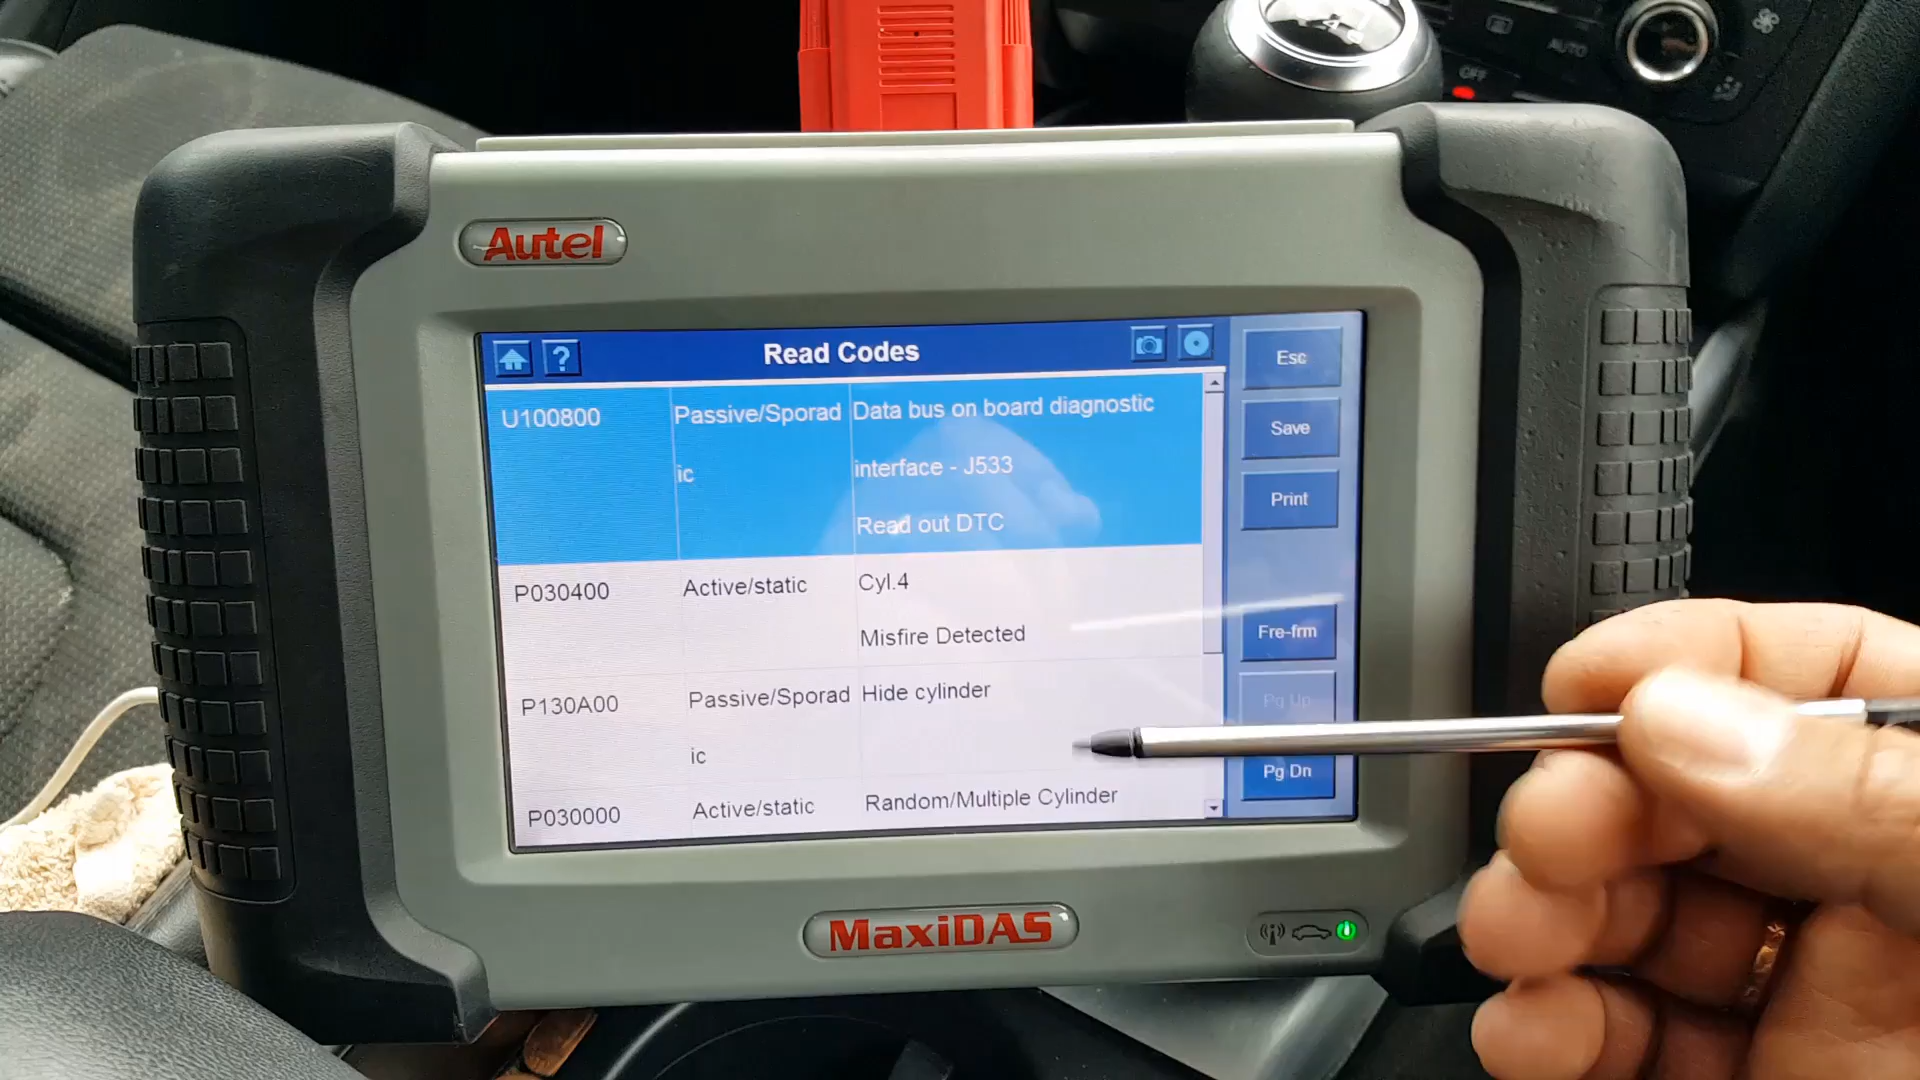 AUTO
OFF
Autel
? Read Codes
Esc
U100800 Passive/Sporad Data bus on board diagnostic
ic interface - J533
Read out DTC
Save
Print
P030400 Active/static Cyl.4
Misfire Detected
Fre-frm
P130A00 Passive/Sporad Hide cylinder
ic
Pg Up
Pg Dn
P030000 Active/static Random/Multiple Cylinder
MaxiDAS